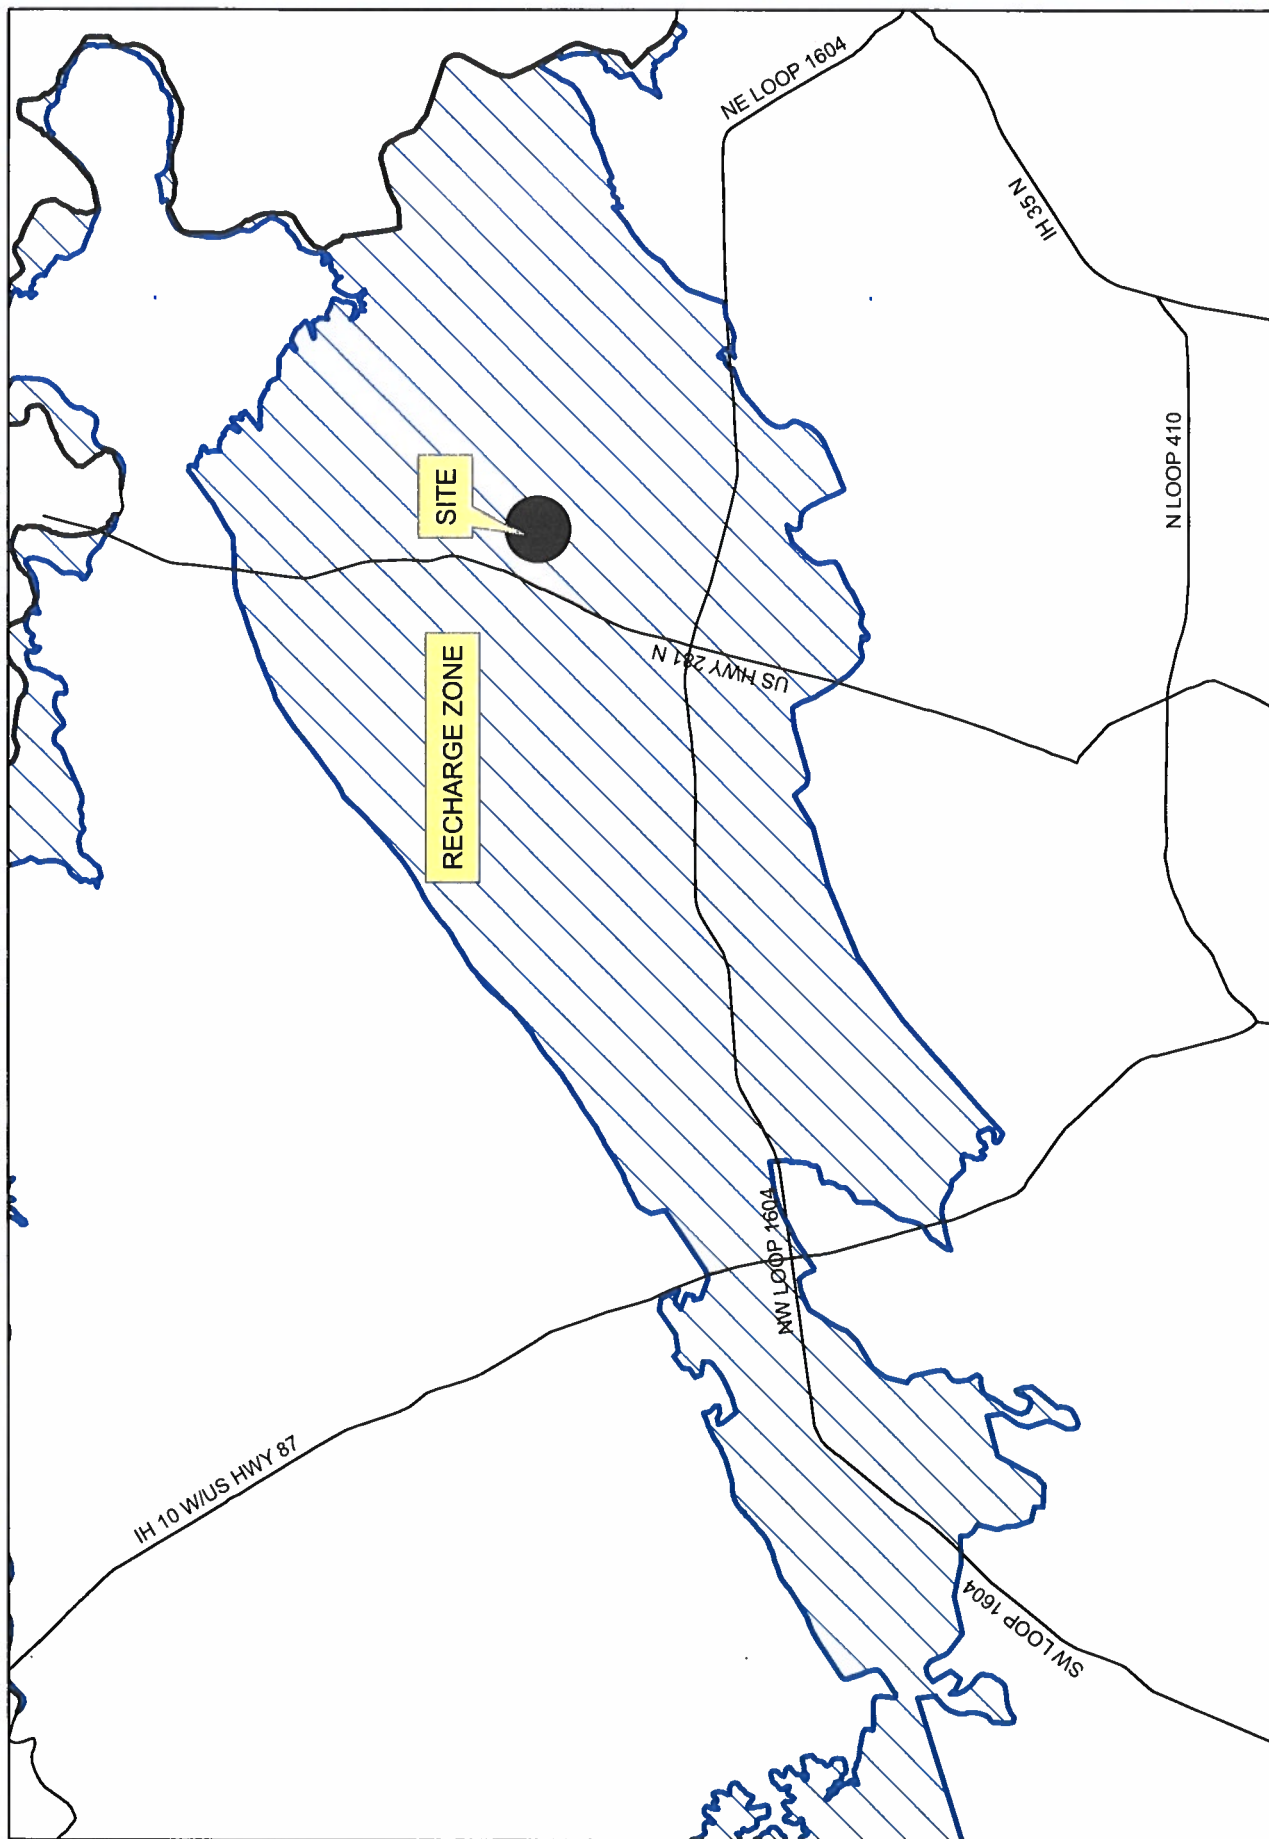 IH 10 W/US HWY 87
RECHARGE ZONE
SITE
US HWY 281 N
NW LOOP 1604
NE LOOP 1604
SW LOOP 1604
IH 35 N
N LOOP 410